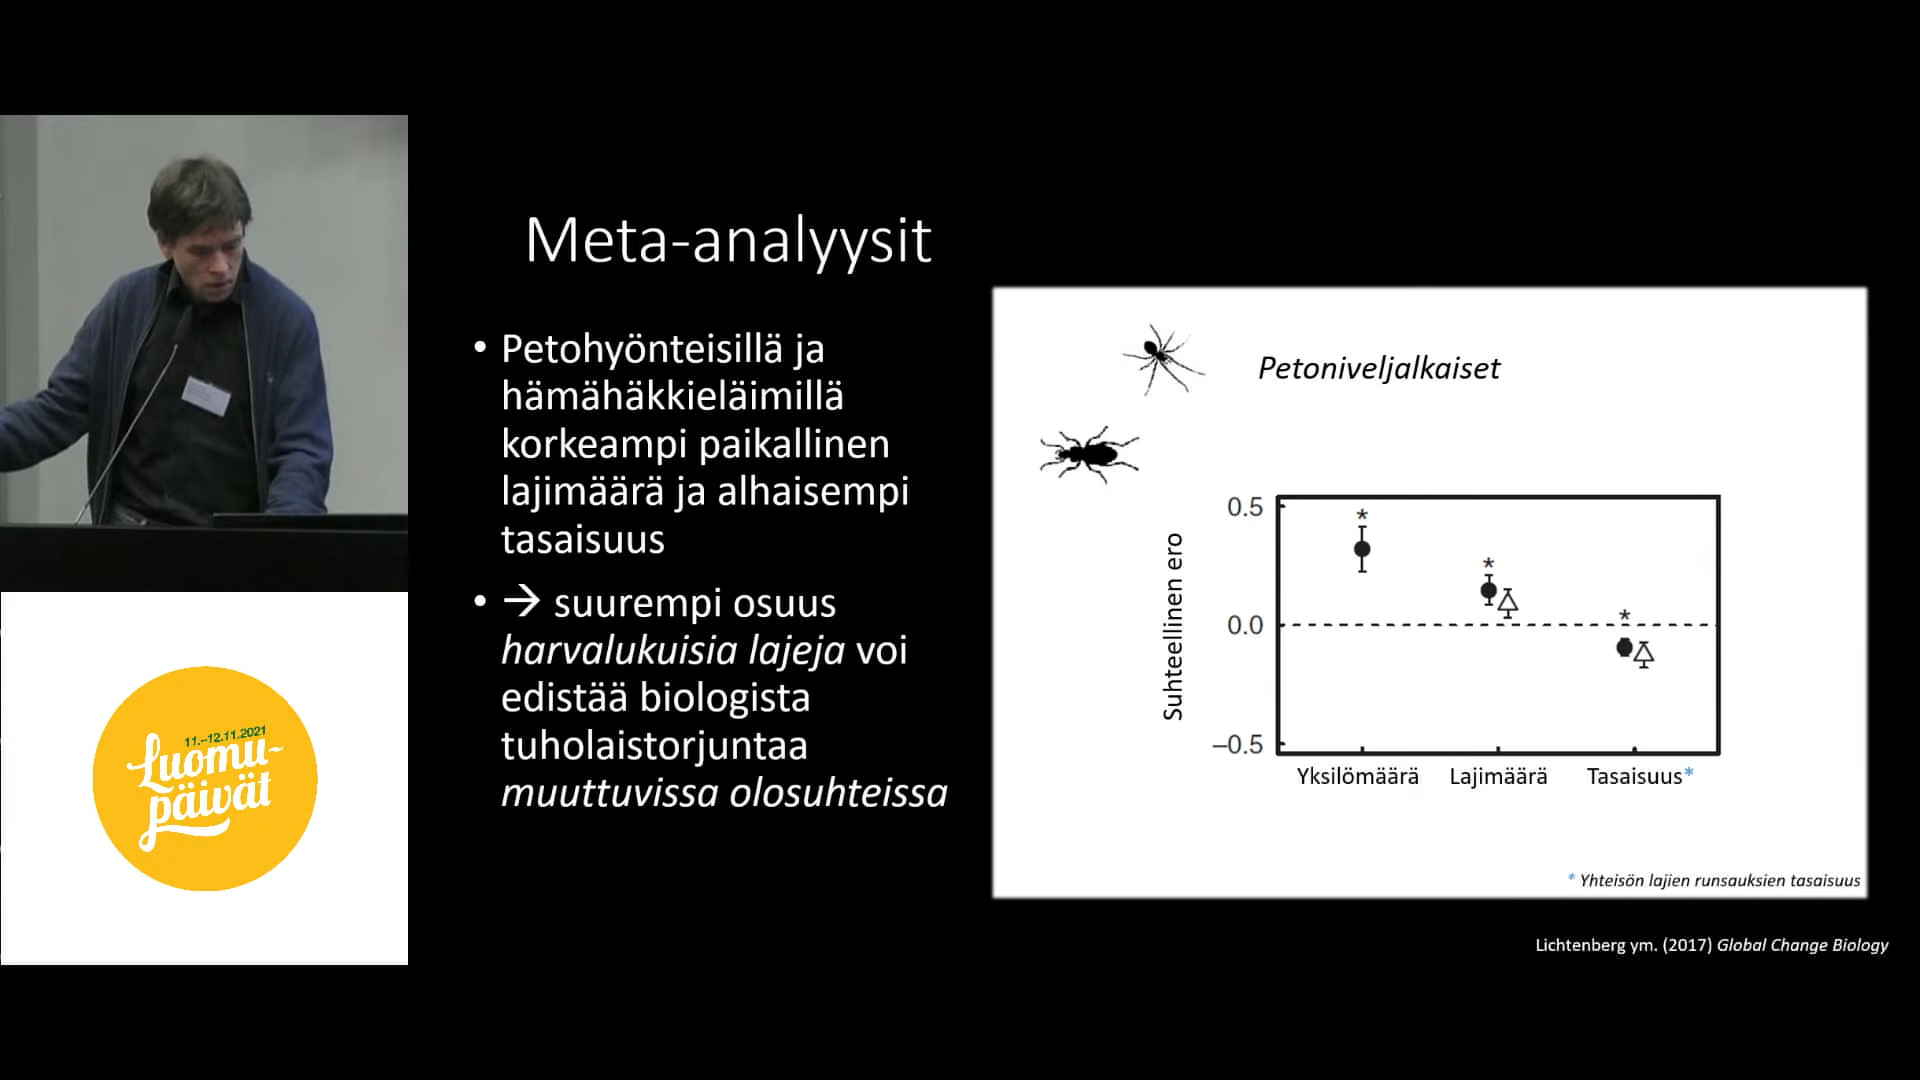 Meta-analyysit
• Petohyönteisillä ja
hämähäkkieläimillä
korkeampi paikallinen
lajimäärä ja alhaisempi
tasaisuus
• → suurempi osuus
harvalukuisia lajeja voi
edistää biologista
tuholaistorjuntaa
muuttuvissa olosuhteissa
Petoniveljalkaiset
Suhteellinen ero
0.5
0.0
–0.5
* * *
Yksilömäärä Lajimäärä Tasaisuus*
* Yhteisön lajien runsauksien tasaisuus
Lichtenberg ym. (2017) Global Change Biology
11.–12.11.2021
Luomu-
päivät